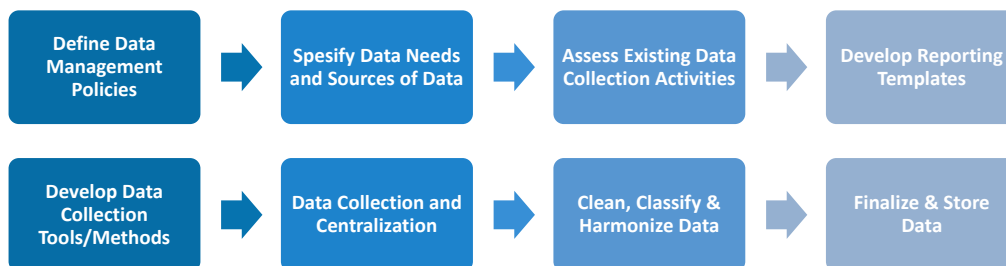 Define Data
Management
Policies
Spesify Data Needs
and Sources of Data
Assess Existing Data
Collection Activities
Develop Reporting
Templates
Develop Data
Collection
Tools/Methods
Data Collection and
Centralization
Clean, Classify &
Harmonize Data
Finalize & Store
Data